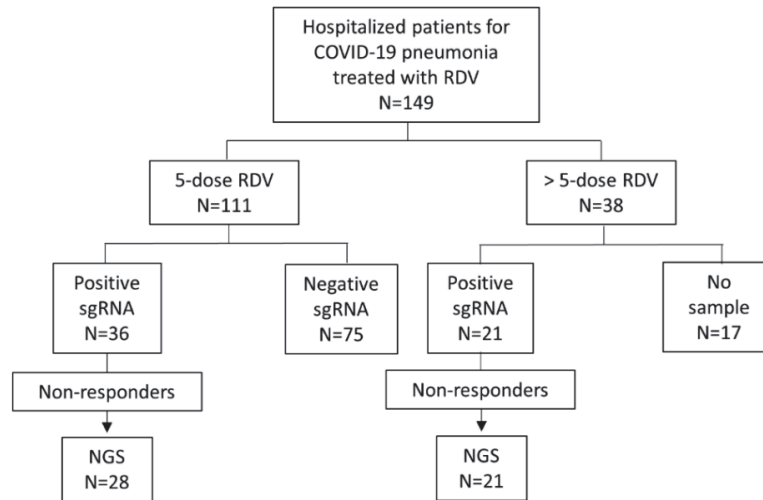 Hospitalized patients for
COVID-19 pneumonia
treated with RDV
N=149
5-dose RDV
N=111
> 5-dose RDV
N=38
Positive
sgRNA
N=36
Negative
sgRNA
N=75
Positive
sgRNA
N=21
No
sample
N=17
Non-responders
Non-responders
NGS
N=28
NGS
N=21